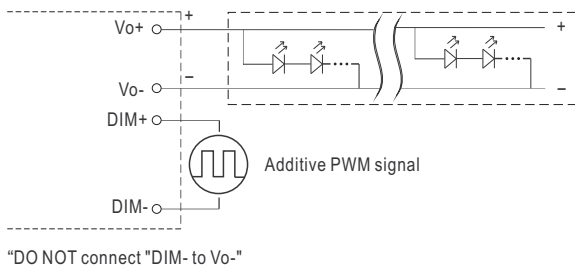 Vo+
+
+
−
−
Vo-
DIM+
Additive PWM signal
DIM-
“DO NOT connect "DIM- to Vo-"